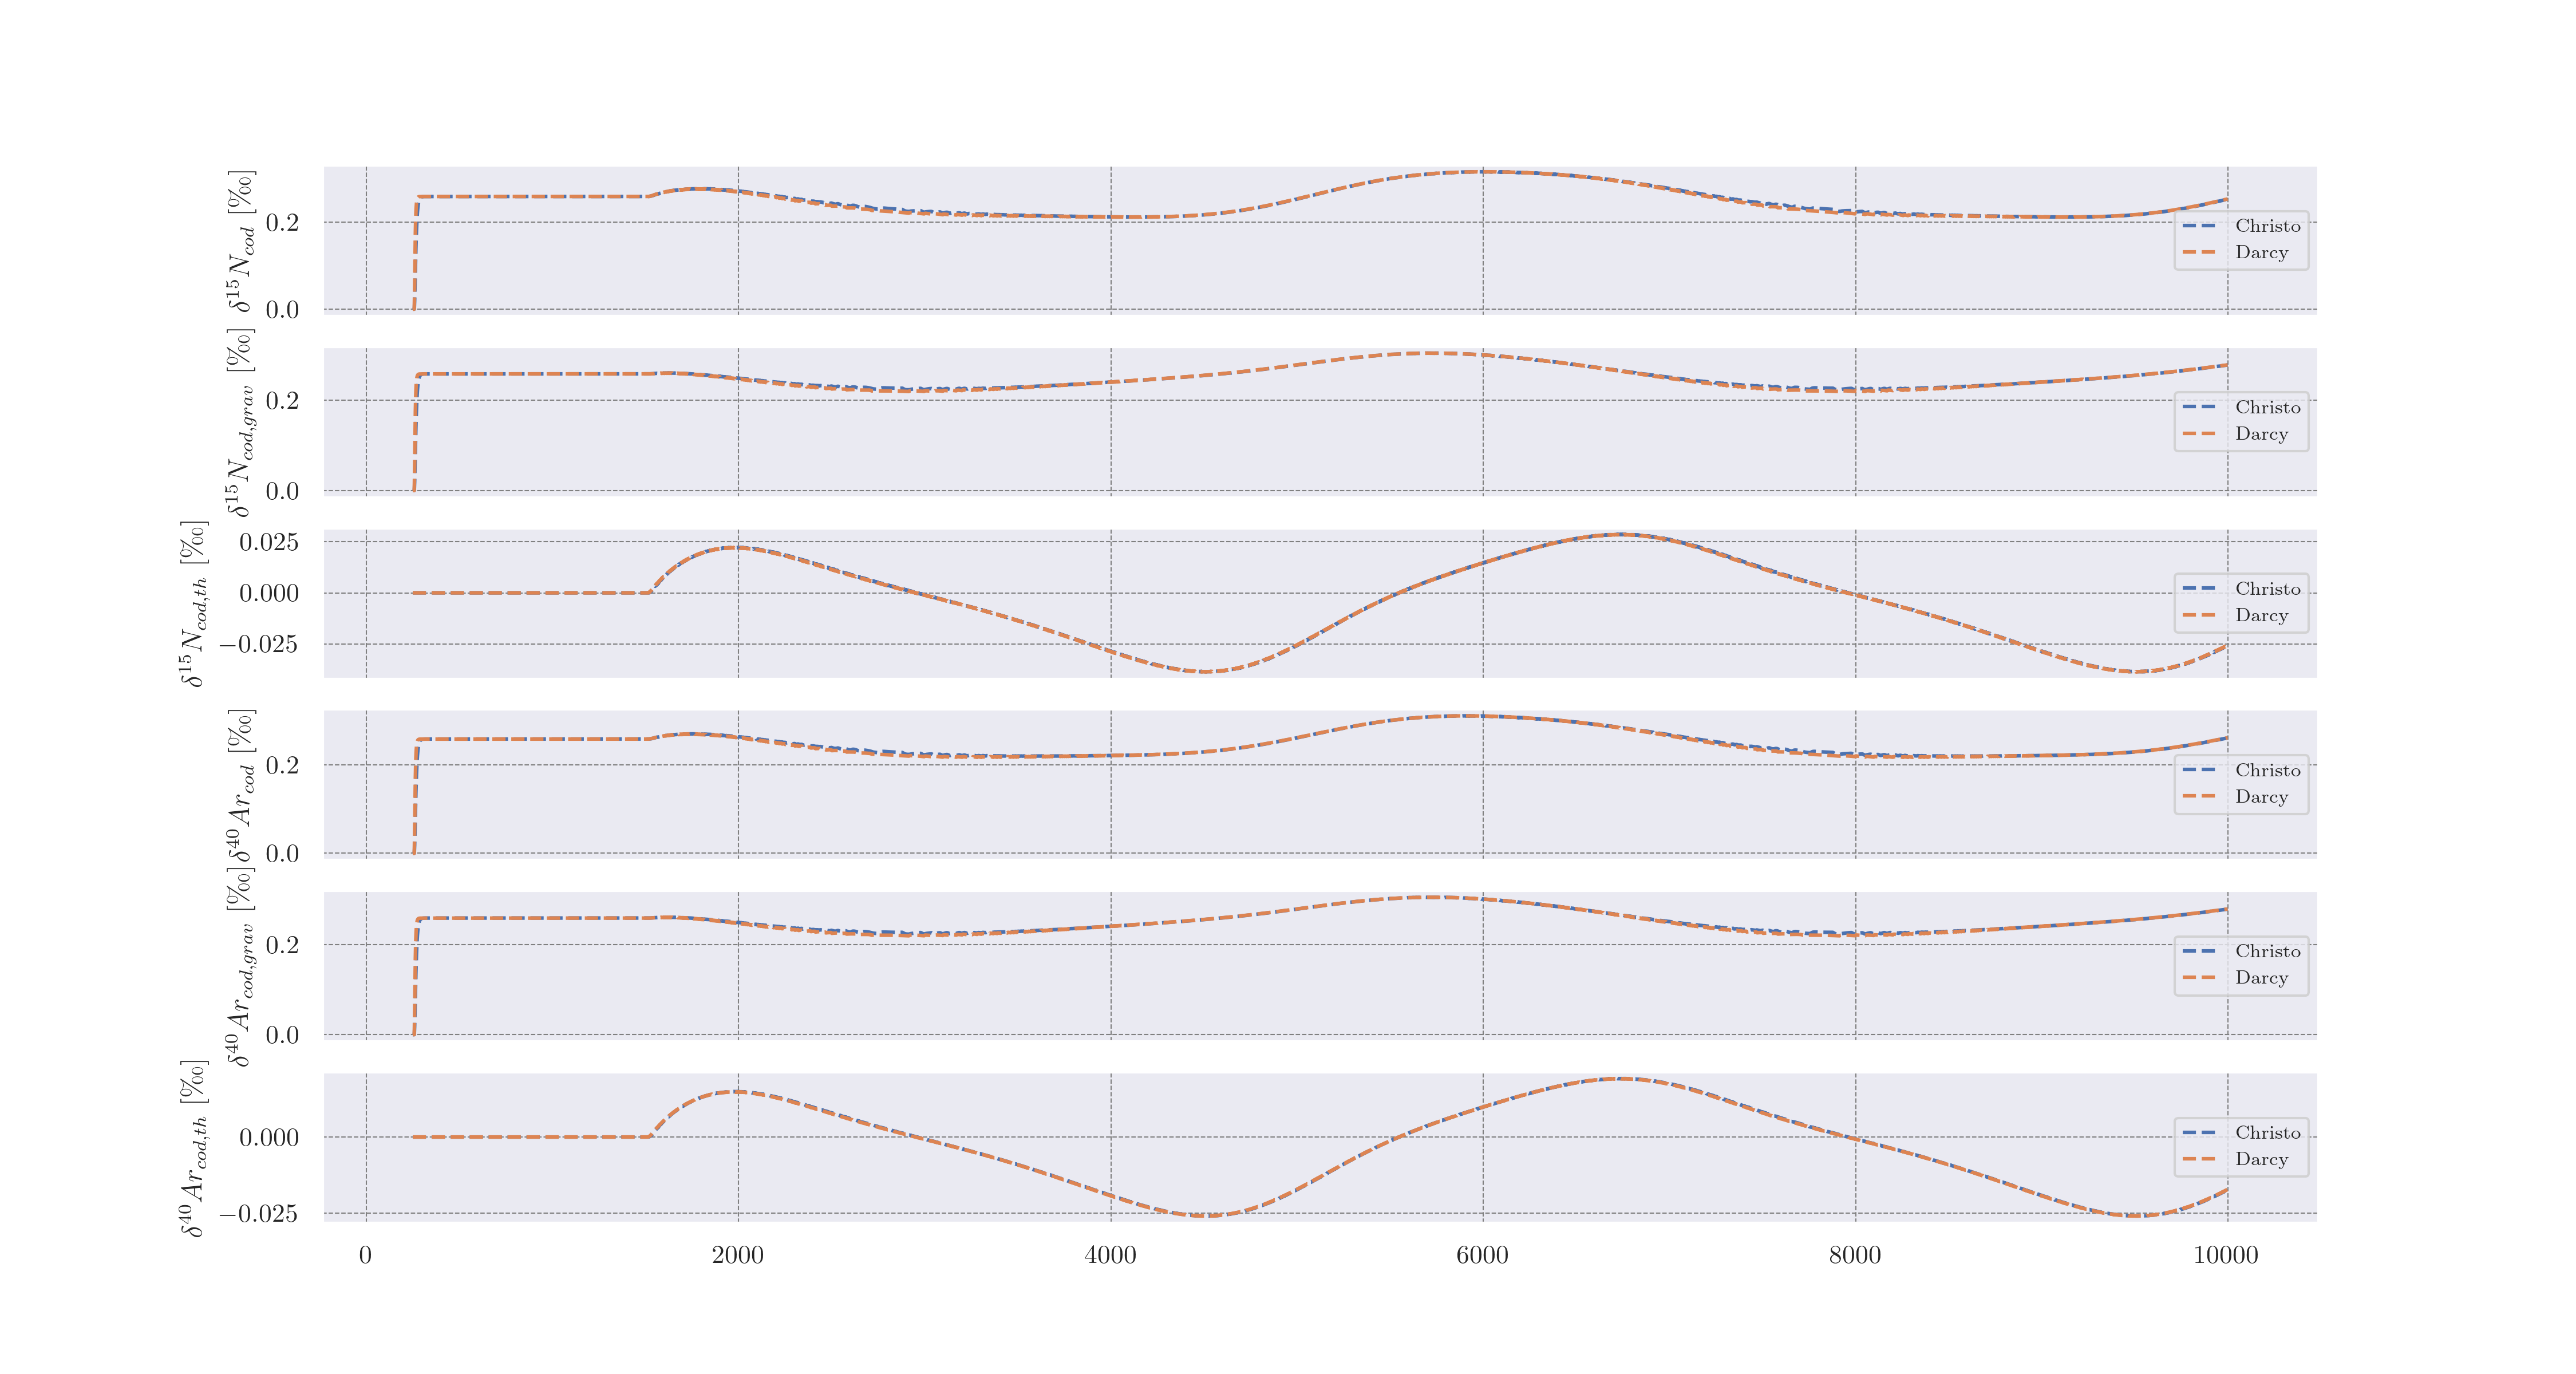 δ¹⁵N_cod [‰]
0.2
0.0
Christo
Darcy
δ¹⁵N_cod,grav [‰]
0.2
0.0
Christo
Darcy
δ¹⁵N_cod,th [‰]
0.025
0.000
−0.025
Christo
Darcy
δ⁴⁰Ar_cod [‰]
0.2
0.0
Christo
Darcy
δ⁴⁰Ar_cod,grav [‰]
0.2
0.0
Christo
Darcy
δ⁴⁰Ar_cod,th [‰]
0.000
−0.025
Christo
Darcy
0 2000 4000 6000 8000 10000